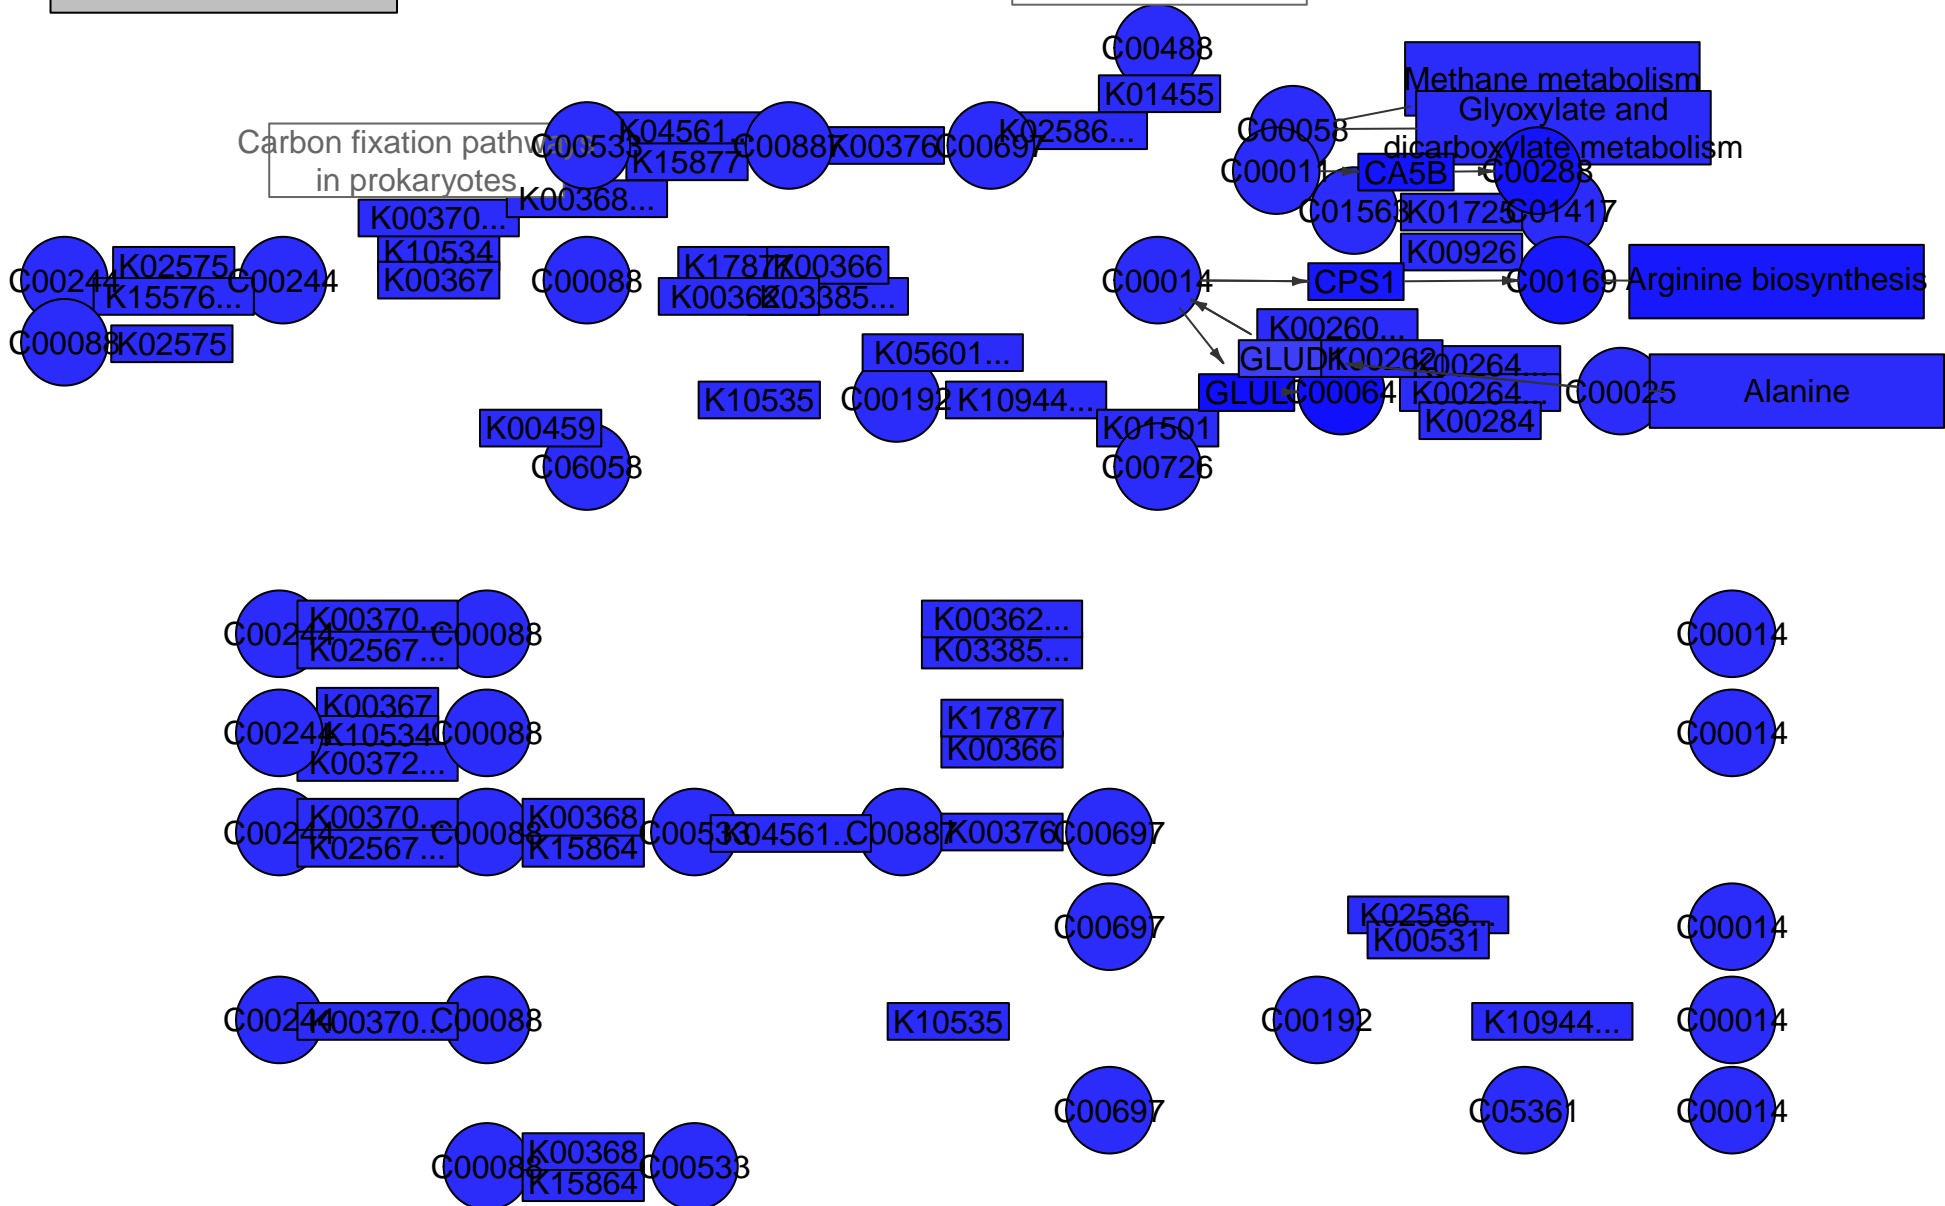 C00488
K01455
Methane metabolism
Glyoxylate and
dicarboxylate metabolism
C00058
Carbon fixation pathways
in prokaryotes
C00533
K04561...
K15877
C00887
K00376
C00697
K02586...
C00011
CA5B
C00288
C01563
K01725
C01417
K00368...
K00370...
K10534
K00367
K00926
C00244
K02575
K15576...
C00244
C00088
K17877
K00366
K00362...
K03385...
C00014
CPS1
C00169
Arginine biosynthesis
C00088
K02575
K05601...
K00260...
GLUD1
K00262
K00264...
K00264...
K00284
K10535
C00192
K10944...
GLUL
C00064
C00025
Alanine
K00459
C06058
K01501
C00726
C00244
K00370...
K02567...
C00088
K00362...
K03385...
C00014
C00244
K00367
K10534
K00372...
C00088
K17877
K00366
C00014
C00244
K00370...
K02567...
C00088
K00368
K15864
C00533
K04561...
C00887
K00376
C00697
C00697
K02586...
K00531
C00014
C00244
K00370...
C00088
K10535
C00192
K10944...
C00014
C00697
C05361
C00014
C00088
K00368
K15864
C00533